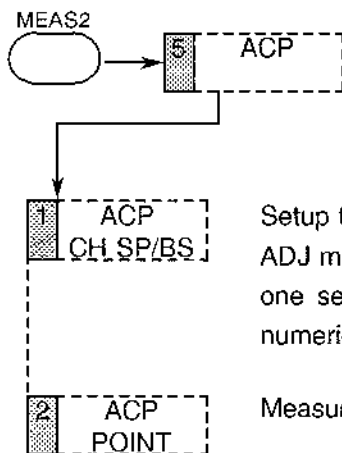 MEAS2
5 ACP
1 ACP
CH SP/BS
Setup t
ADJ m
one se
numeri
2 ACP
POINT
Measu